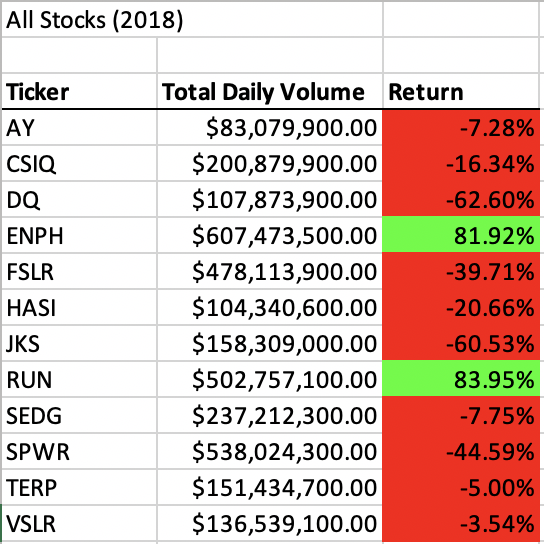 All Stocks (2018)
Ticker Total Daily Volume Return
AY $83,079,900.00 -7.28%
CSIQ $200,879,900.00 -16.34%
DQ $107,873,900.00 -62.60%
ENPH $607,473,500.00 81.92%
FSLR $478,113,900.00 -39.71%
HASI $104,340,600.00 -20.66%
JKS $158,309,000.00 -60.53%
RUN $502,757,100.00 83.95%
SEDG $237,212,300.00 -7.75%
SPWR $538,024,300.00 -44.59%
TERP $151,434,700.00 -5.00%
VSLR $136,539,100.00 -3.54%